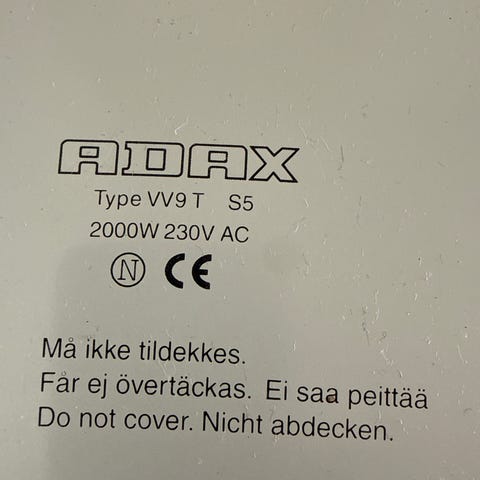 ADAX
Type VV9 T S5
2000W 230V AC
N CE
Må ikke tildekkes.
Får ej övertäckas. Ei saa peittää
Do not cover. Nicht abdecken.